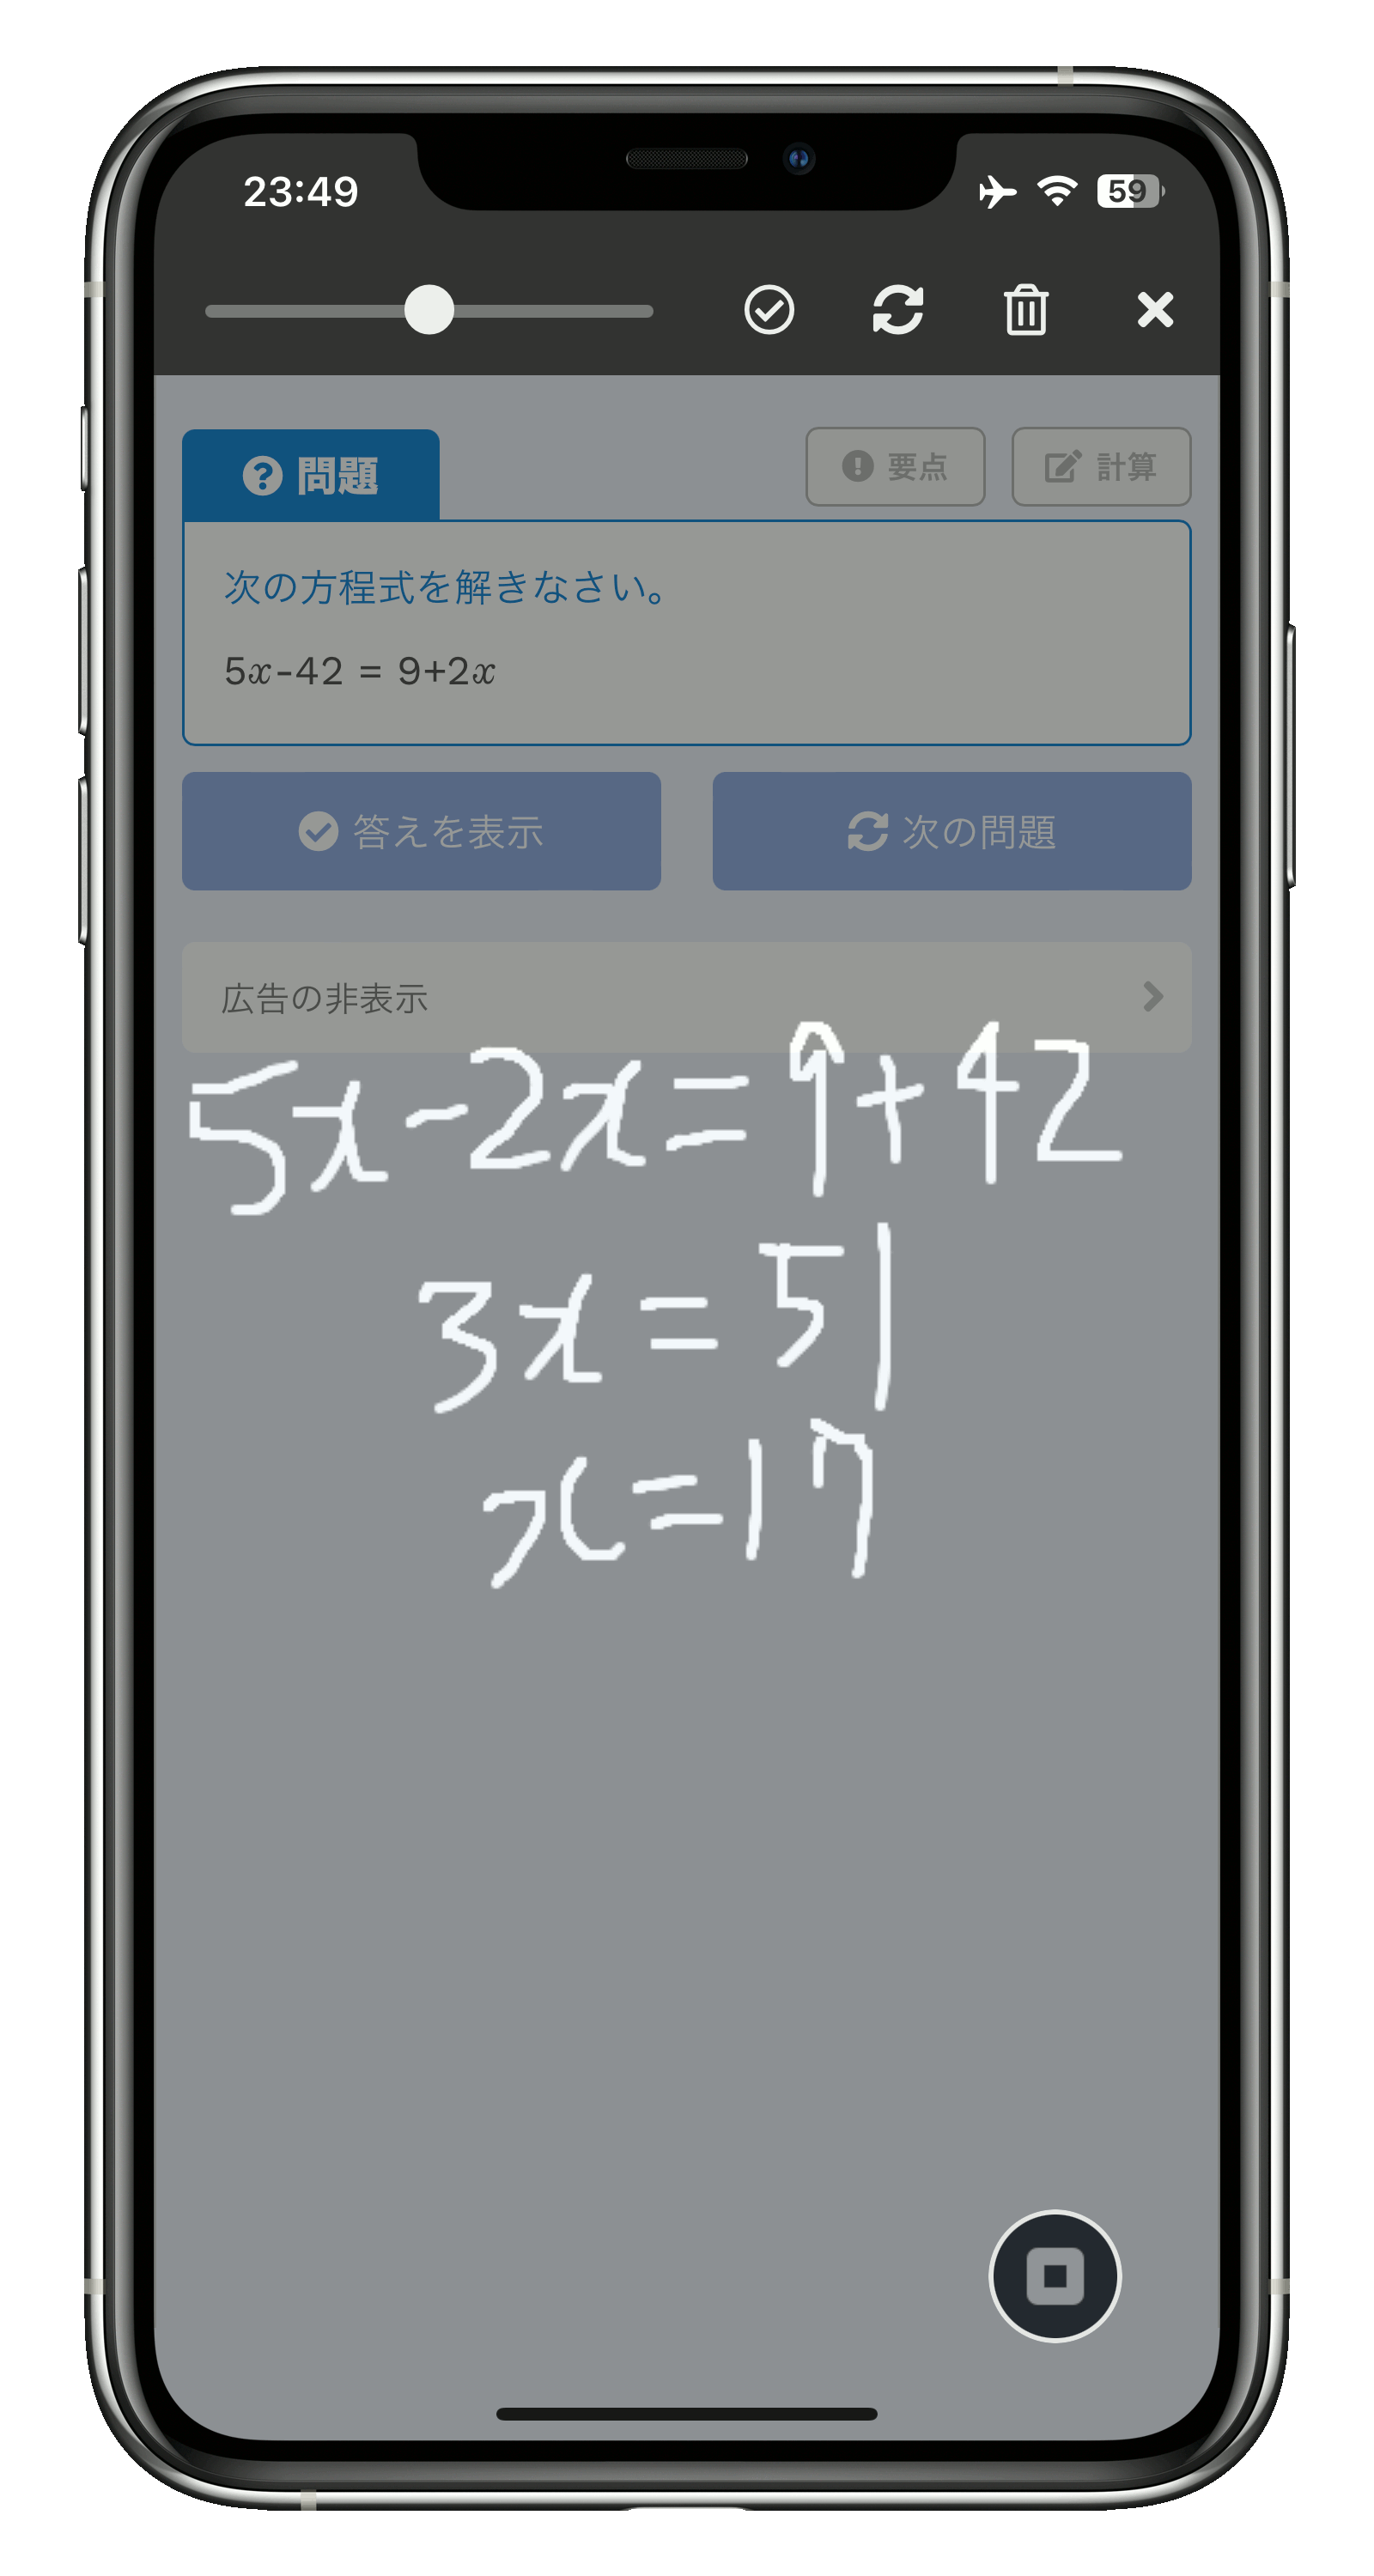 23:49 59
問題 要点 計算
次の方程式を解きなさい。
5x-42 = 9+2x
答えを表示 次の問題
広告の非表示
5x-2x=9+42
3x=51
x=17